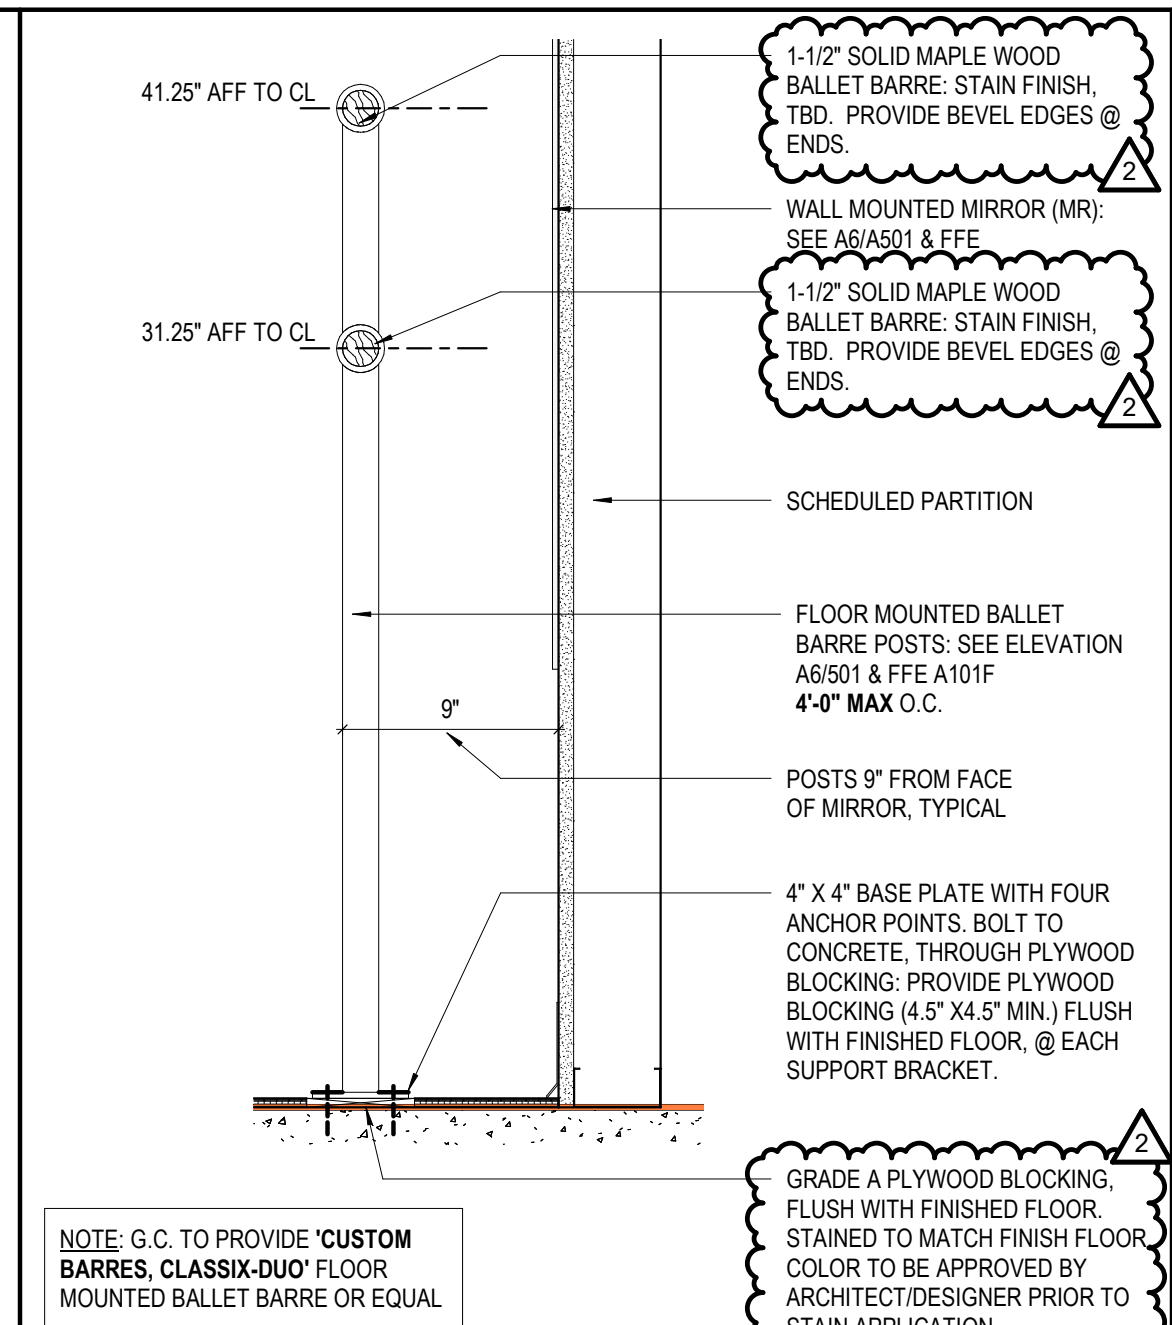 41.25" AFF TO CL
1-1/2" SOLID MAPLE WOOD
BALLET BARRE: STAIN FINISH,
TBD. PROVIDE BEVEL EDGES @
ENDS.
2
WALL MOUNTED MIRROR (MR):
SEE A6/A501 & FFE
31.25" AFF TO CL
1-1/2" SOLID MAPLE WOOD
BALLET BARRE: STAIN FINISH,
TBD. PROVIDE BEVEL EDGES @
ENDS.
2
SCHEDULED PARTITION
FLOOR MOUNTED BALLET
BARRE POSTS: SEE ELEVATION
A6/501 & FFE A101F
4'-0" MAX O.C.
9"
POSTS 9" FROM FACE
OF MIRROR, TYPICAL
4" X 4" BASE PLATE WITH FOUR
ANCHOR POINTS. BOLT TO
CONCRETE, THROUGH PLYWOOD
BLOCKING: PROVIDE PLYWOOD
BLOCKING (4.5" X4.5" MIN.) FLUSH
WITH FINISHED FLOOR, @ EACH
SUPPORT BRACKET.
2
GRADE A PLYWOOD BLOCKING,
FLUSH WITH FINISHED FLOOR.
STAINED TO MATCH FINISH FLOOR
COLOR TO BE APPROVED BY
ARCHITECT/DESIGNER PRIOR TO
STAIN APPLICATION
NOTE: G.C. TO PROVIDE 'CUSTOM
BARRES, CLASSIX-DUO' FLOOR
MOUNTED BALLET BARRE OR EQUAL